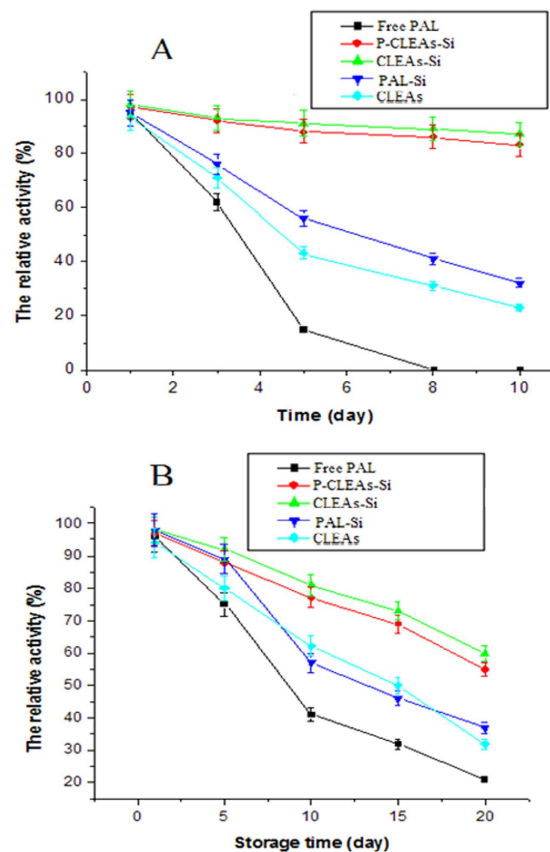 A
Free PAL
P-CLEAs-Si
CLEAs-Si
PAL-Si
CLEAs
The relative activity (%)
100
80
60
40
20
0
0 2 4 6 8 10
Time (day)
B
Free PAL
P-CLEAs-Si
CLEAs-Si
PAL-Si
CLEAs
The relative activity (%)
100
90
80
70
60
50
40
30
20
0 5 10 15 20
Storage time (day)